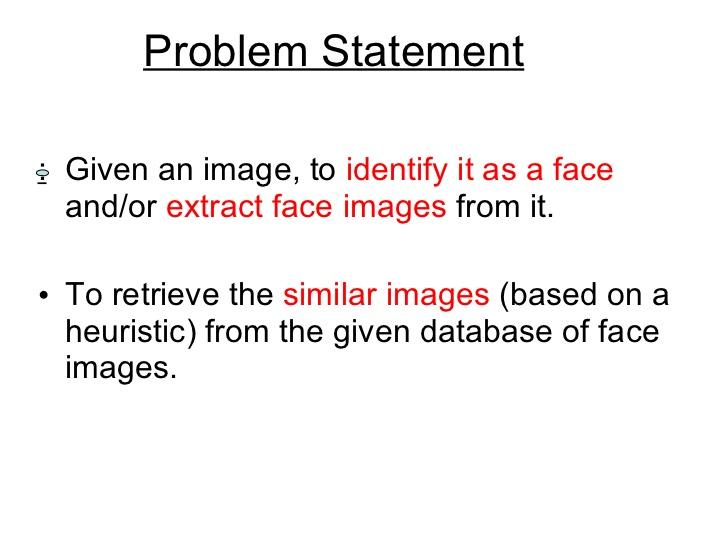 Problem Statement
Given an image, to identify it as a face
and/or extract face images from it.
• To retrieve the similar images (based on a
heuristic) from the given database of face
images.